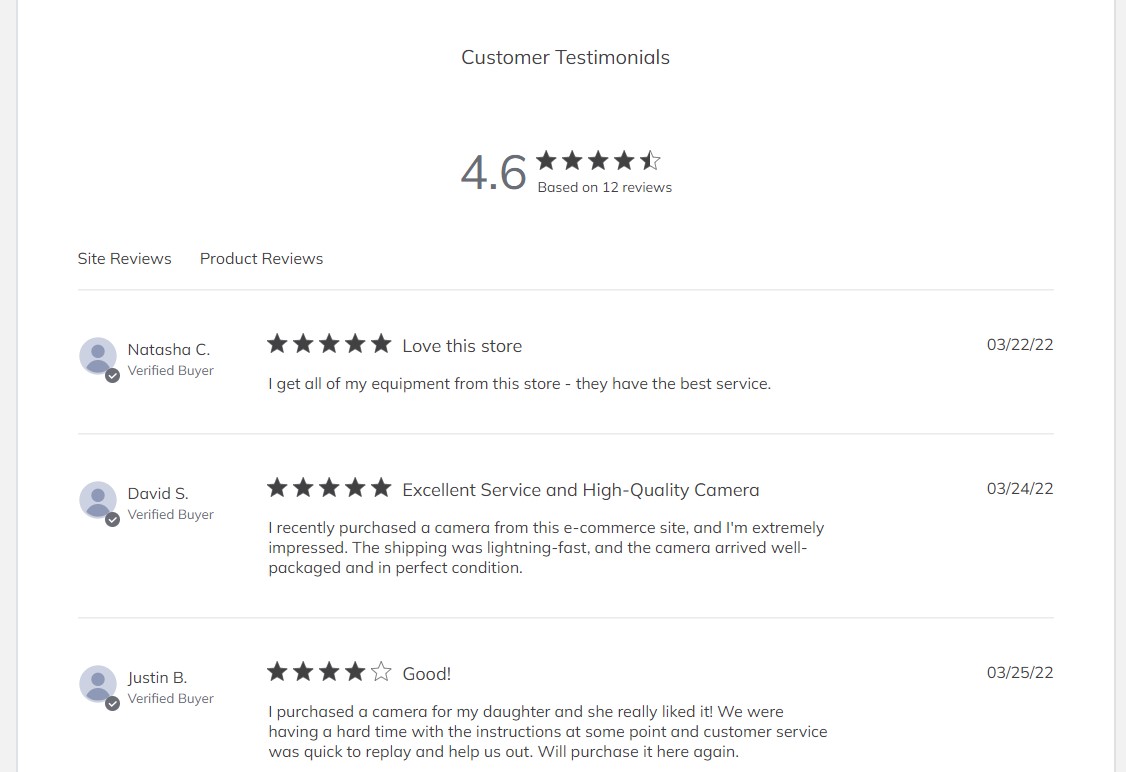 Customer Testimonials
4.6
Based on 12 reviews
Site Reviews Product Reviews
Natasha C.
Verified Buyer
Love this store
03/22/22
I get all of my equipment from this store - they have the best service.
David S.
Verified Buyer
Excellent Service and High-Quality Camera
03/24/22
I recently purchased a camera from this e-commerce site, and I'm extremely
impressed. The shipping was lightning-fast, and the camera arrived well-
packaged and in perfect condition.
Justin B.
Verified Buyer
Good!
03/25/22
I purchased a camera for my daughter and she really liked it! We were
having a hard time with the instructions at some point and customer service
was quick to replay and help us out. Will purchase it here again.